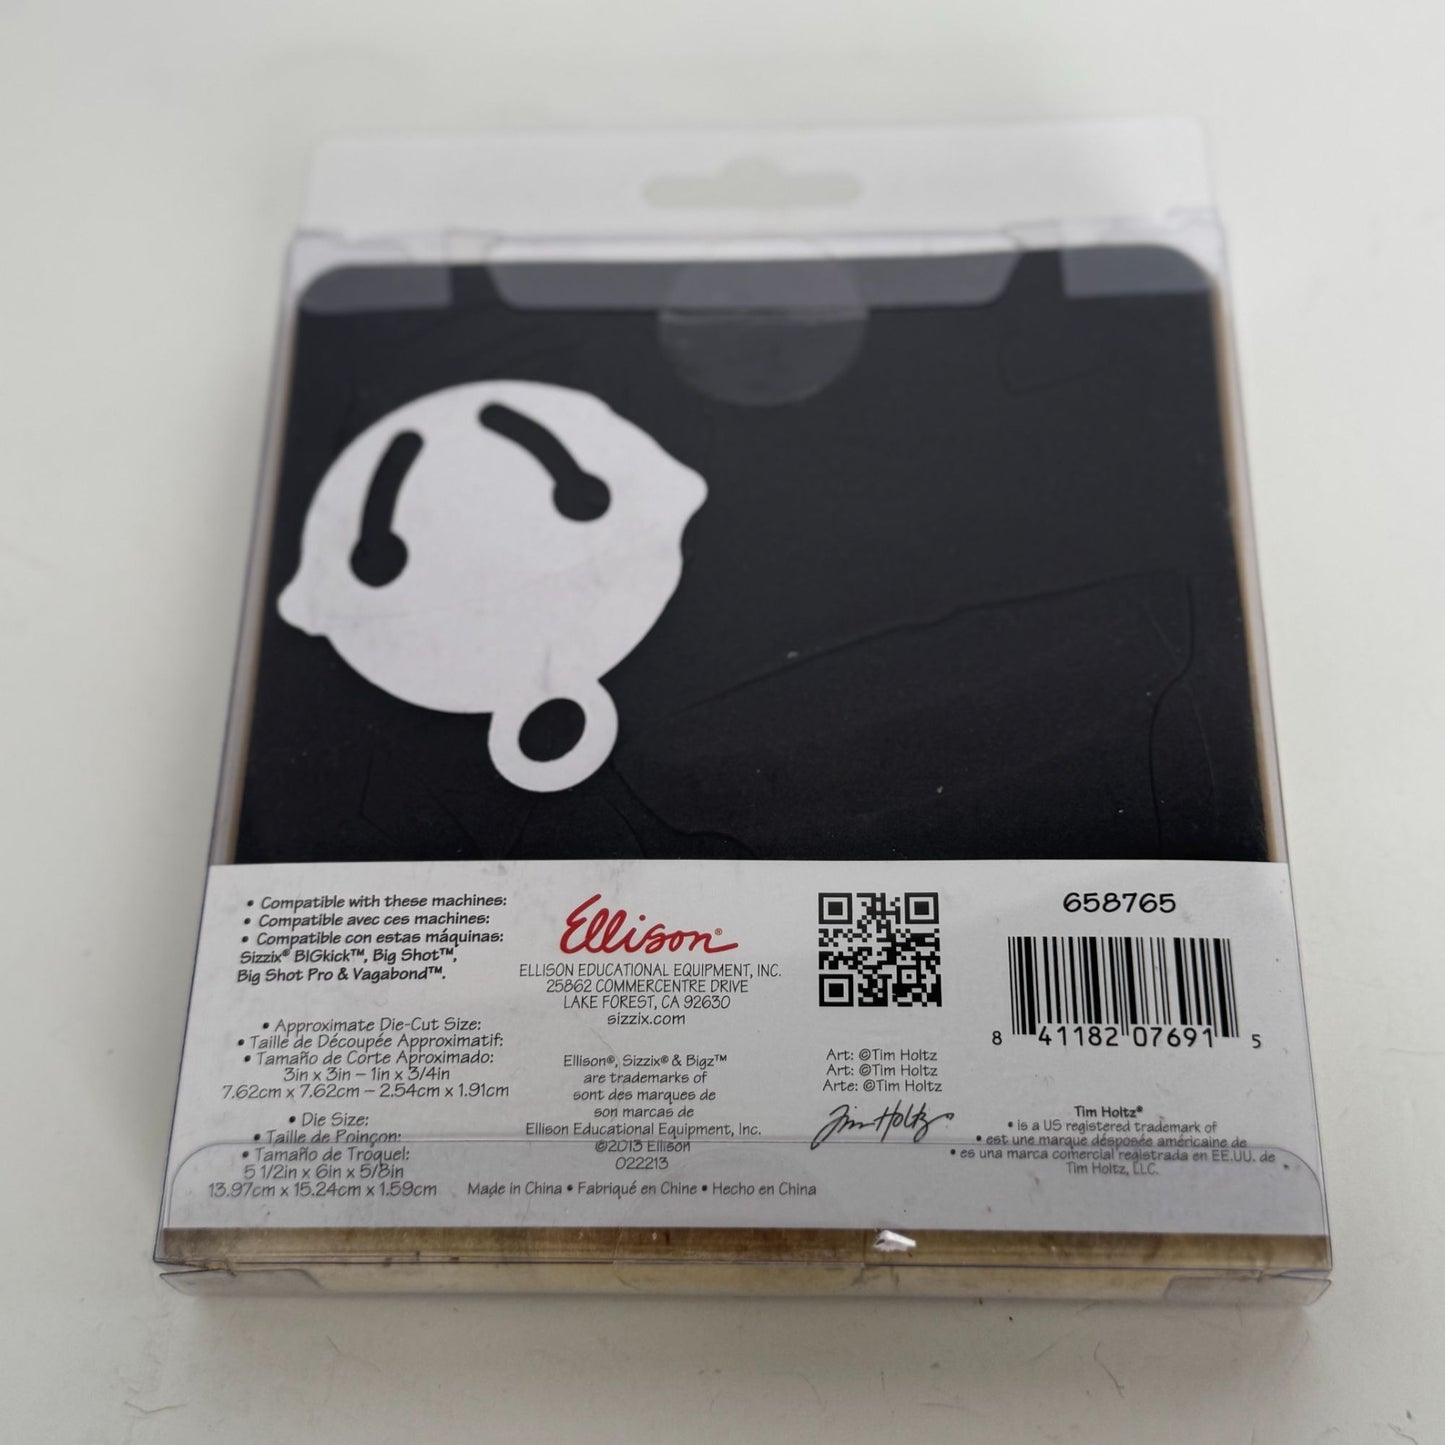 • Compatible with these machines:
• Compatible avec ces machines:
• Compatible con estas máquinas:
Sizzix® BIGkick™, Big Shot™,
Big Shot Pro & Vagabond™.
• Approximate Die-Cut Size:
• Taille de Découpée Approximatif:
• Tamaño de Corte Aproximado:
3in x 3in – 1in x 3/4in
7.62cm x 7.62cm – 2.54cm x 1.91cm
• Die Size:
• Taille de Poinçon:
• Tamaño de Troquel:
5 1/2in x 6in x 5/8in
13.97cm x 15.24cm x 1.59cm
Ellison®
ELLISON EDUCATIONAL EQUIPMENT, INC.
25862 COMMERCENTRE DRIVE
LAKE FOREST, CA 92630
sizzix.com
Ellison®, Sizzix® & Bigz™
are trademarks of
sont des marques de
son marcas de
Ellison Educational Equipment, Inc.
©2013 Ellison
022213
Made in China • Fabriqué en Chine • Hecho en China
Art: ©Tim Holtz
Art: ©Tim Holtz
Arte: ©Tim Holtz
Tim Holtz
658765
8 41182 07691 5
Tim Holtz®
• is a US registered trademark of
• est une marque désposée américaine de
• es una marca comercial registrada en EE.UU. de
Tim Holtz, LLC.